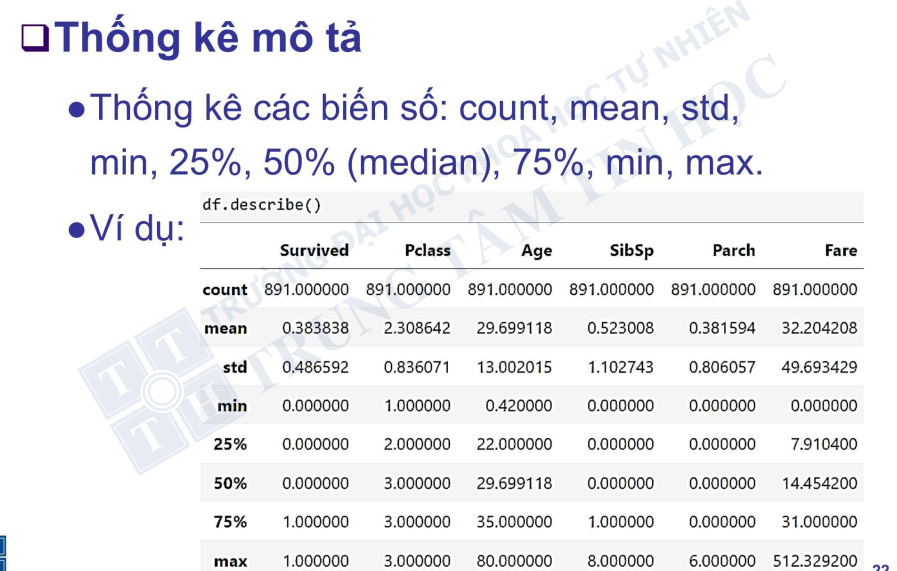 Thống kê mô tả
●Thống kê các biến số: count, mean, std,
min, 25%, 50% (median), 75%, min, max.
●Ví dụ:
df.describe()
Survived Pclass Age SibSp Parch Fare
count 891.000000 891.000000 891.000000 891.000000 891.000000 891.000000
mean 0.383838 2.308642 29.699118 0.523008 0.381594 32.204208
std 0.486592 0.836071 13.002015 1.102743 0.806057 49.693429
min 0.000000 1.000000 0.420000 0.000000 0.000000 0.000000
25% 0.000000 2.000000 22.000000 0.000000 0.000000 7.910400
50% 0.000000 3.000000 29.699118 0.000000 0.000000 14.454200
75% 1.000000 3.000000 35.000000 1.000000 0.000000 31.000000
max 1.000000 3.000000 80.000000 8.000000 6.000000 512.329200
22
TRƯỜNG ĐẠI HỌC KHOA HỌC TỰ NHIÊN
TRUNG TÂM TIN HỌC